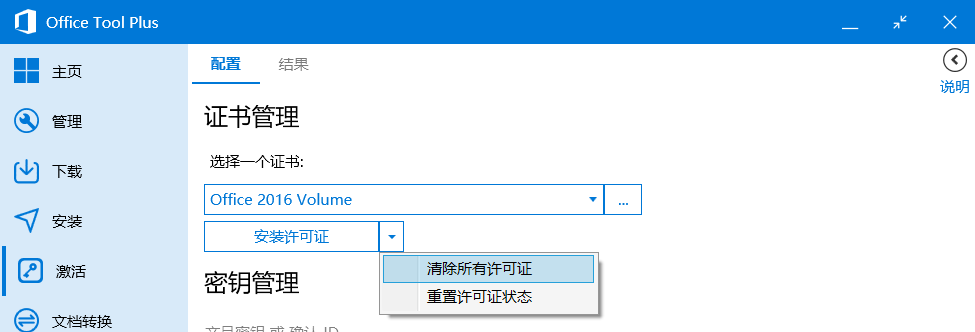 Office Tool Plus
主页
管理
下载
安装
激活
文档转换
配置
结果
说明
证书管理
选择一个证书:
Office 2016 Volume
...
安装许可证
清除所有许可证
重置许可证状态
密钥管理